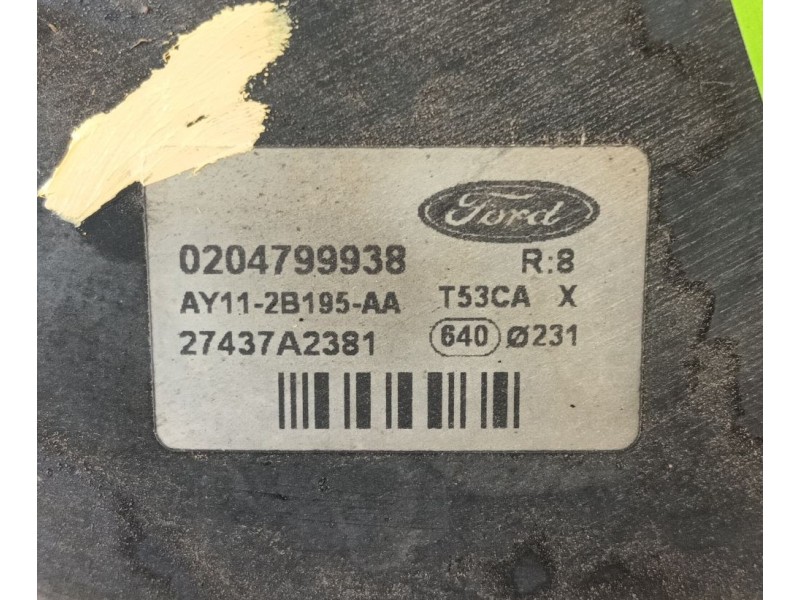 Ford
0204799938 R:8
AY11-2B195-AA T53CA X
27437A2381 640 Ø231